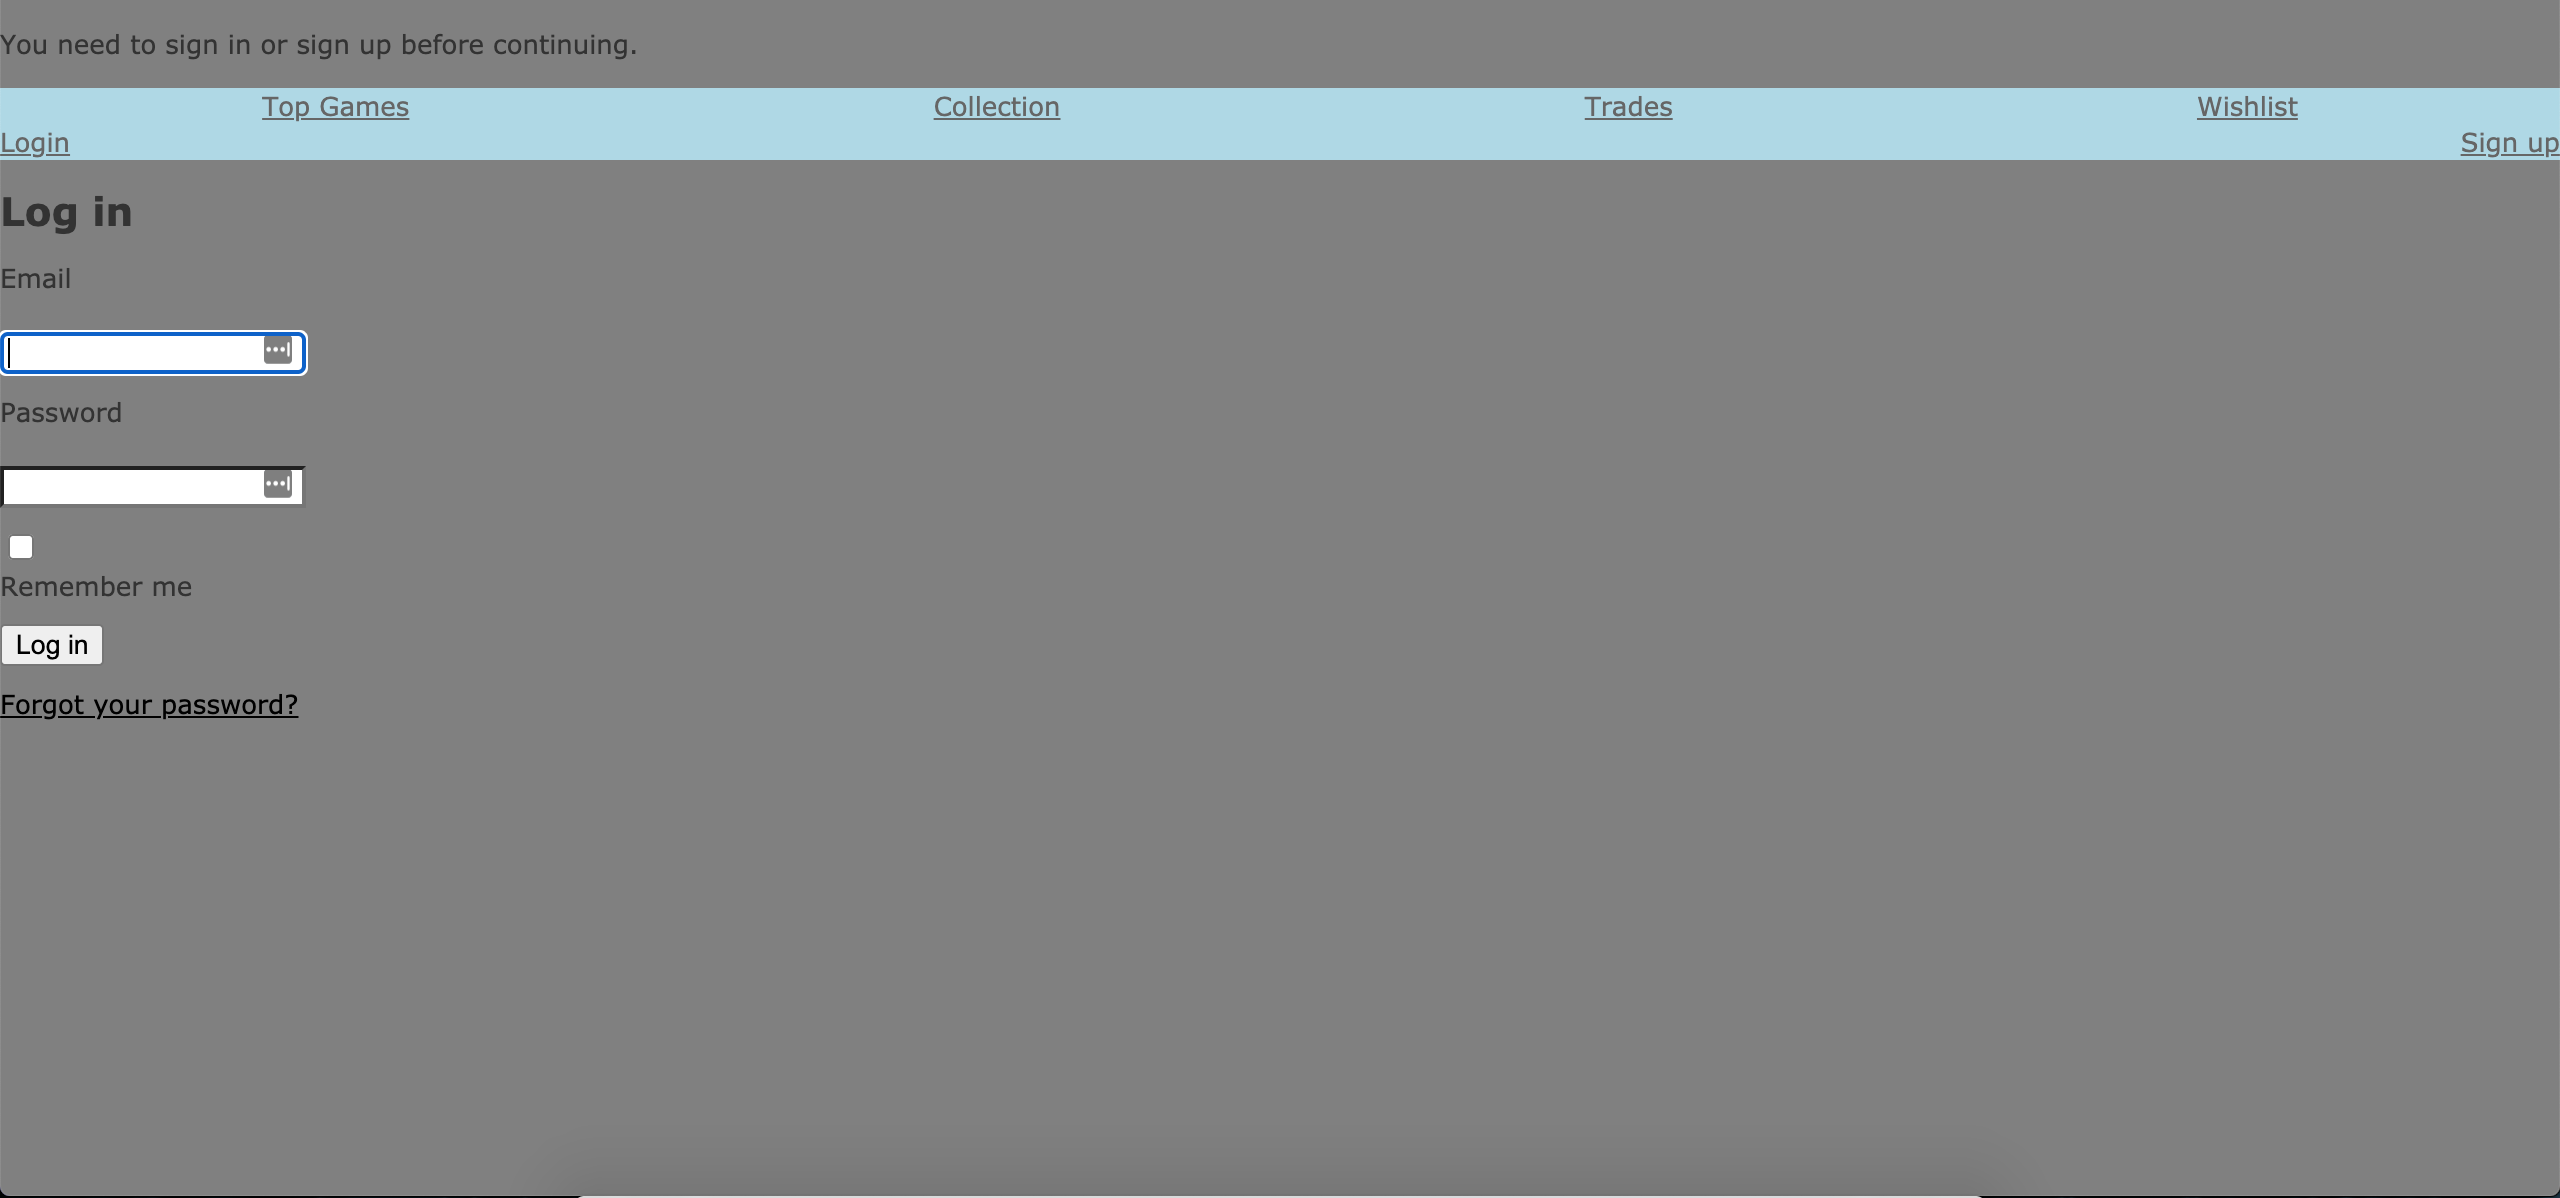 You need to sign in or sign up before continuing.
Top Games Collection Trades Wishlist
Login Sign up
Log in
Email
Password
Remember me
Log in
Forgot your password?